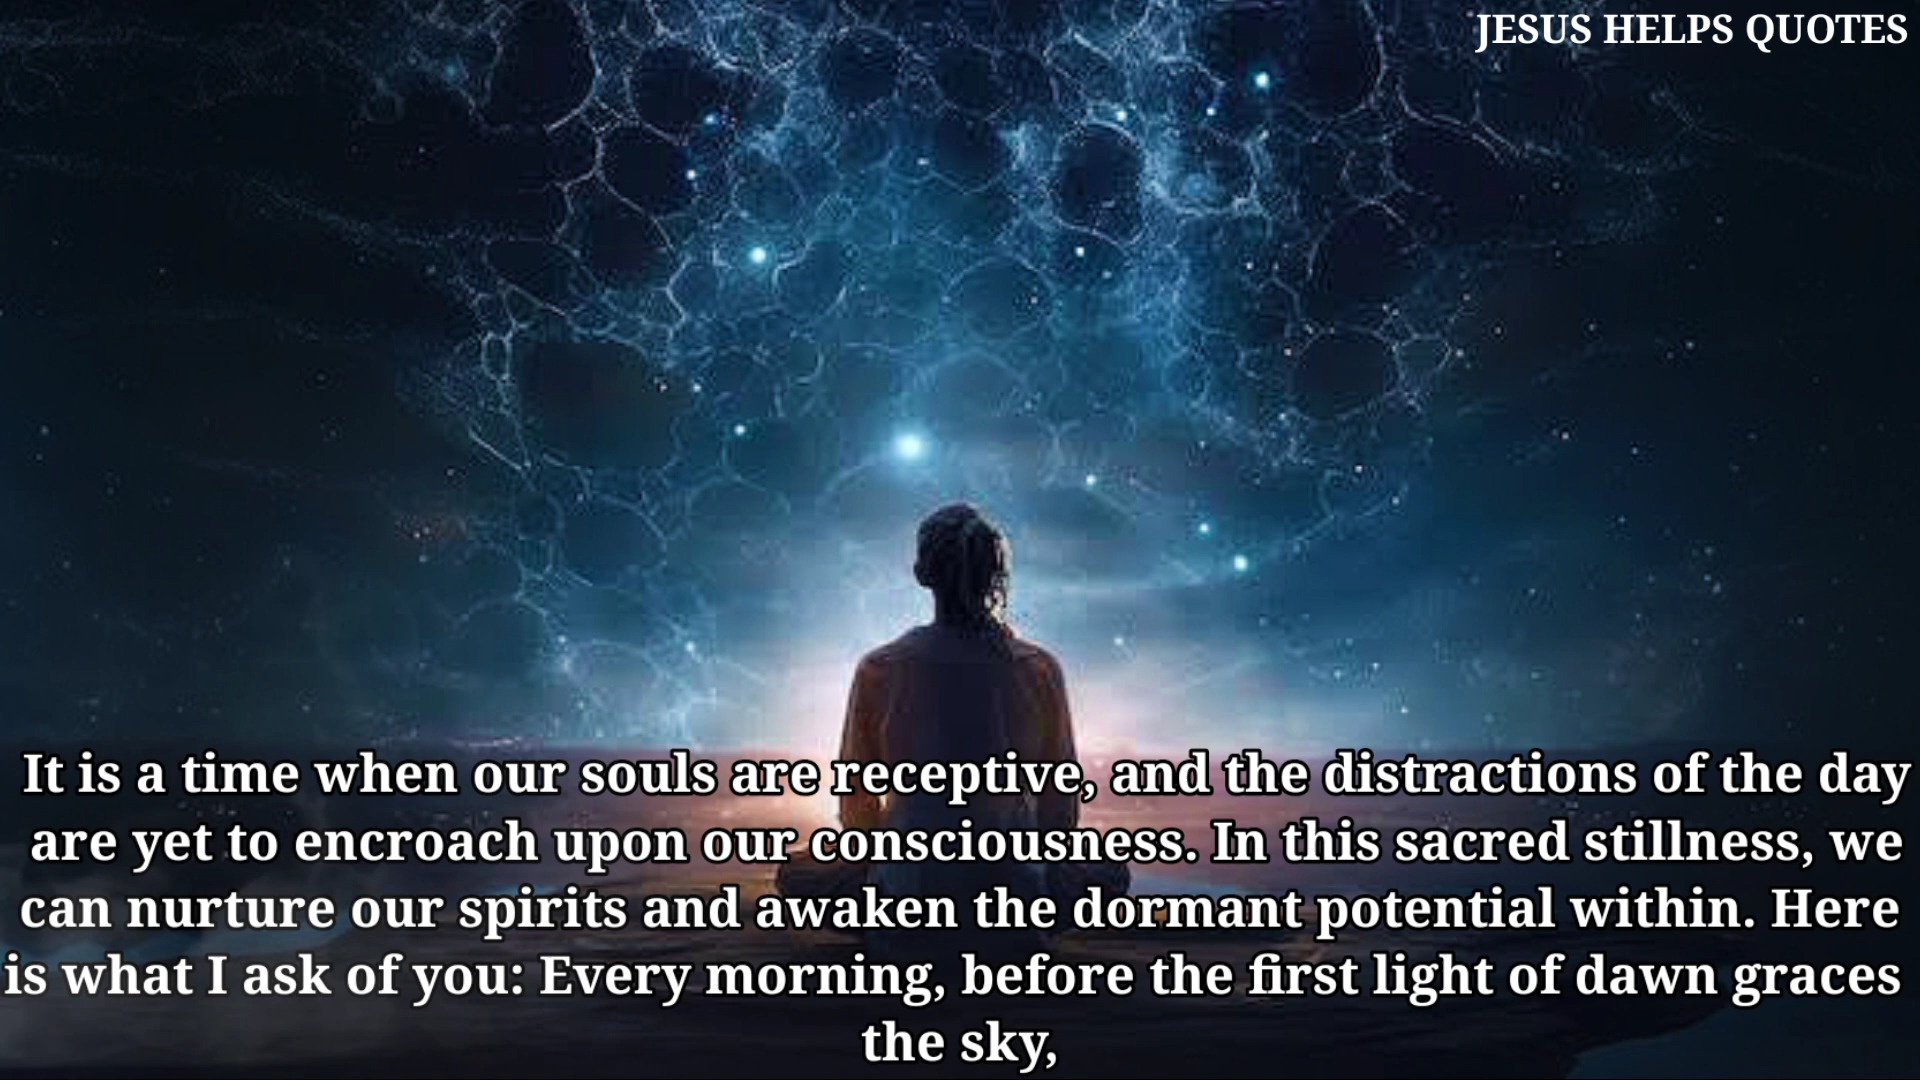 JESUS HELPS QUOTES
It is a time when our souls are receptive, and the distractions of the day
are yet to encroach upon our consciousness. In this sacred stillness, we
can nurture our spirits and awaken the dormant potential within. Here
is what I ask of you: Every morning, before the first light of dawn graces
the sky,